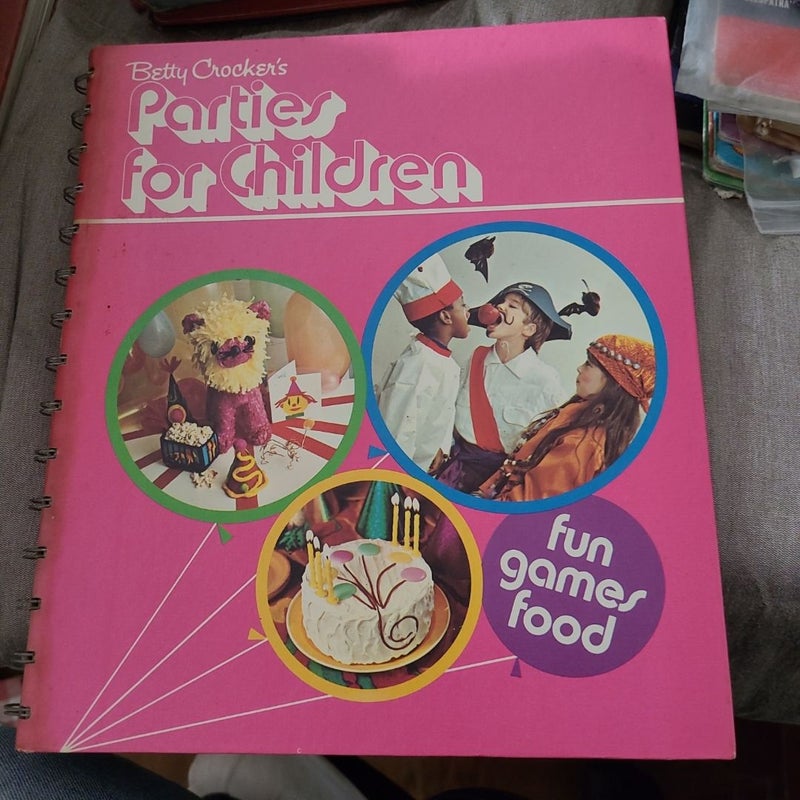 Betty Crocker's
Parties
for Children
fun
games
food